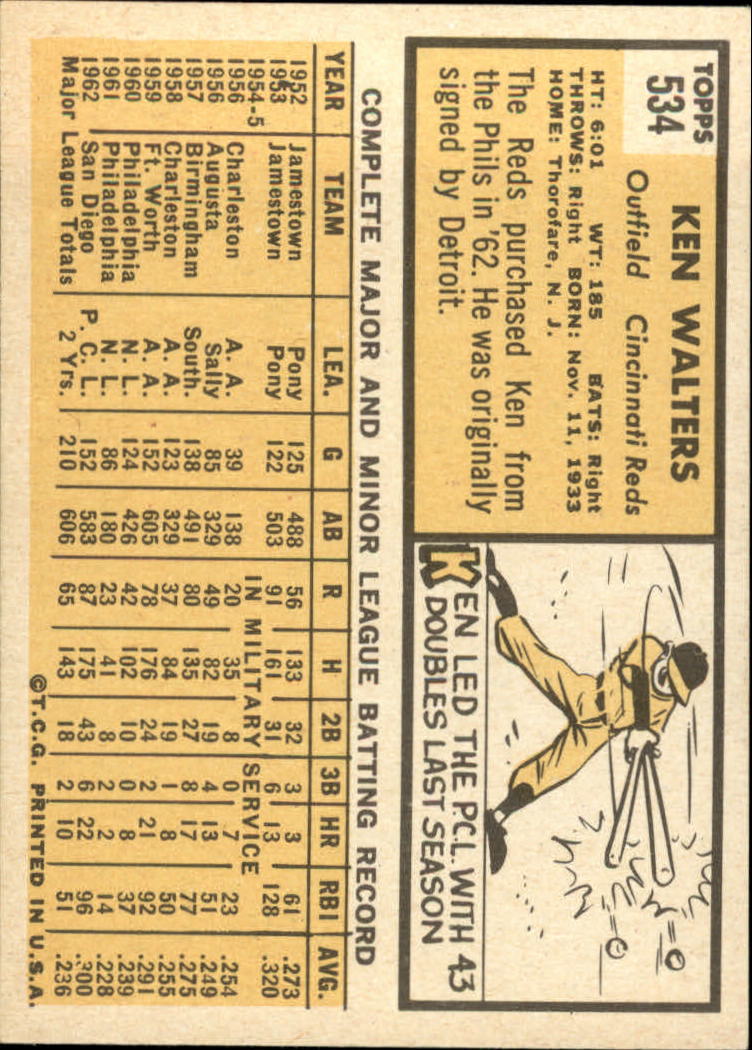 TOPPS
534
KEN WALTERS
Outfield Cincinnati Reds
HT: 6:01 WT: 185 BATS: Right
THROWS: Right BORN: Nov. 11, 1933
HOME: Thorofare, N. J.
The Reds purchased Ken from
the Phils in '62. He was originally
signed by Detroit.
KEN LED THE P.C.L. WITH 43
DOUBLES LAST SEASON
COMPLETE MAJOR AND MINOR LEAGUE BATTING RECORD
YEAR TEAM LEA. G AB R H 2B 3B HR RBI AVG.
1952 Jamestown Pony 125 488 56 133 32 3 3 61 .273
1953 Jamestown Pony 122 503 91 161 31 6 13 128 .320
1954-5 IN MILITARY SERVICE
1956 Charleston A. A. 39 138 20 35 8 0 7 23 .254
1956 Augusta Sally 85 329 49 82 19 4 13 51 .249
1957 Birmingham South. 138 491 80 135 27 8 17 77 .275
1958 Charleston A. A. 123 329 37 84 19 1 8 50 .255
1959 Ft. Worth A. A. 152 605 78 176 24 2 21 92 .291
1960 Philadelphia N. L. 124 426 42 102 10 0 8 37 .239
1961 Philadelphia N. L. 86 180 23 41 8 2 2 14 .228
1962 San Diego P. C. L. 152 583 87 175 43 6 22 96 .300
Major League Totals 2 Yrs. 210 606 65 143 18 2 10 51 .236
©T.C.G. PRINTED IN U.S.A.